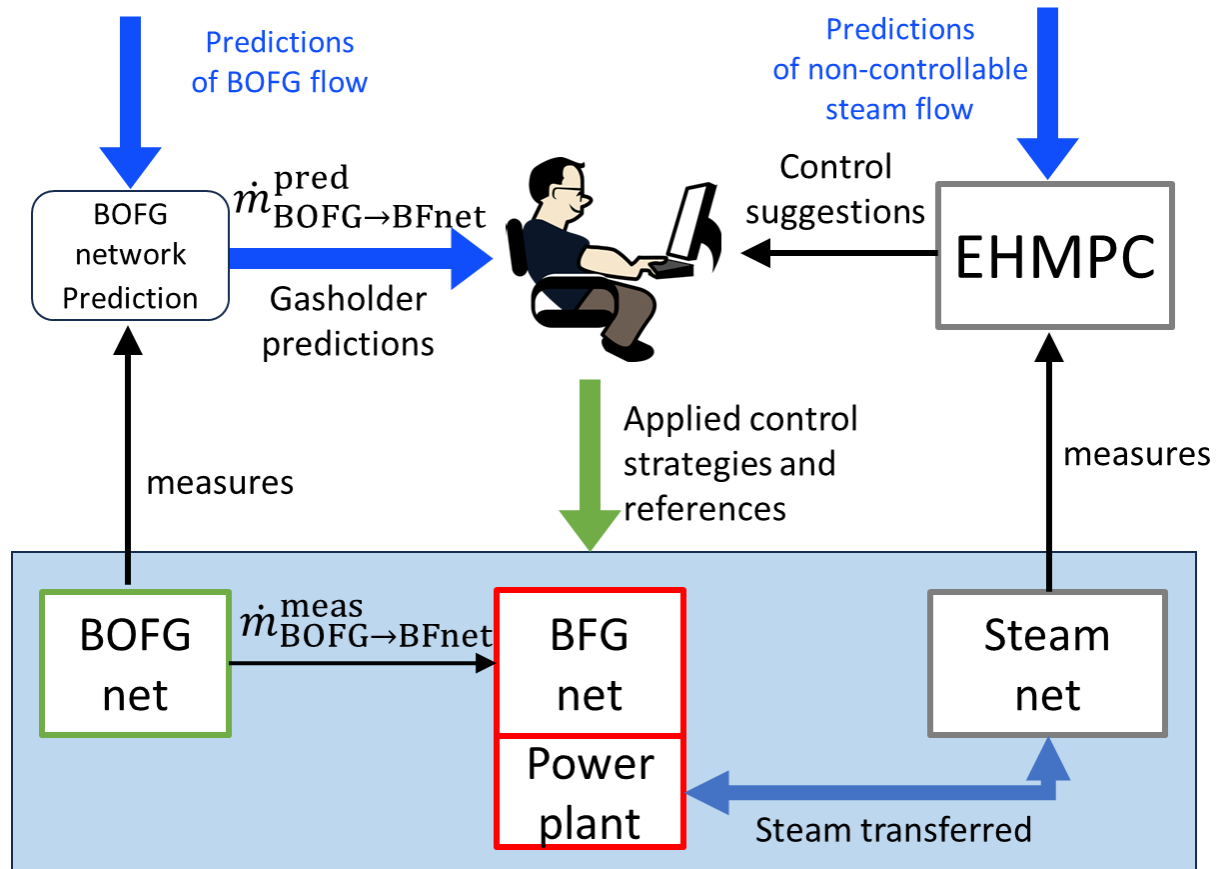 Predictions
of BOFG flow
Predictions
of non-controllable
steam flow
BOFG
network
Prediction
ṁ^pred_BOFG→BFnet
Gasholder
predictions
Control
suggestions
EHMPC
Applied control
strategies and
references
measures
measures
BOFG
net
ṁ^meas_BOFG→BFnet
BFG
net
Power
plant
Steam
net
Steam transferred